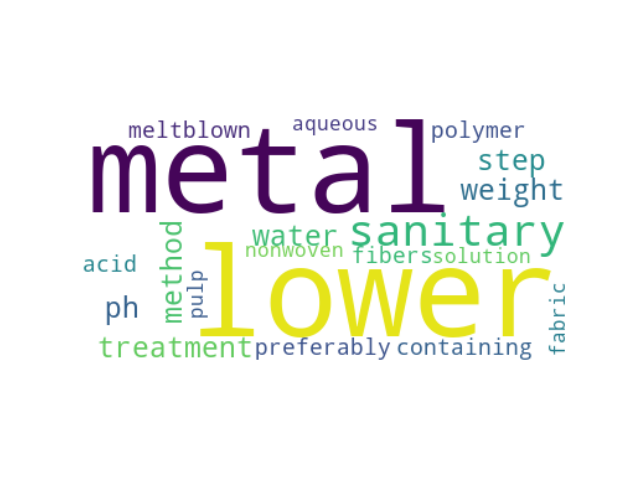 meltblown aqueous polymer
metal
step
weight
water sanitary
nonwoven fibers solution
method
acid
lower
pulp
ph
fabric
treatment preferably containing